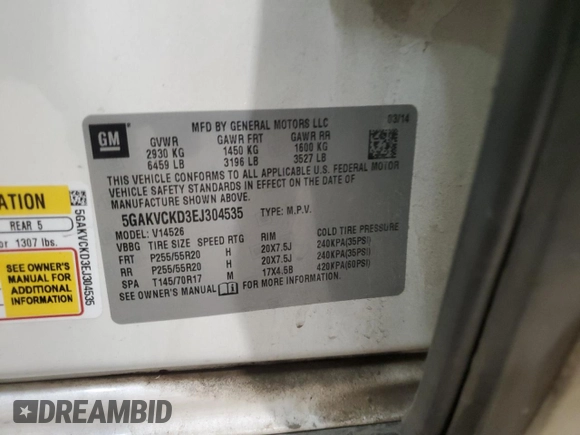 GM
MFD BY GENERAL MOTORS LLC
03/14
GVWR GAWR FRT GAWR RR
2930 KG 1450 KG 1600 KG
6459 LB 3196 LB 3527 LB
THIS VEHICLE CONFORMS TO ALL APPLICABLE U.S. FEDERAL MOTOR
VEHICLE SAFETY STANDARDS IN EFFECT ON THE DATE OF
MANUFACTURE SHOWN ABOVE.
5GAKVCKD3EJ304535 TYPE: M.P.V.
MODEL: V14526
VBBG TIRE SIZE SPEED RTG RIM COLD TIRE PRESSURE
FRT P255/55R20 H 20X7.5J 240KPA(35PSI)
RR P255/55R20 H 20X7.5J 240KPA(35PSI)
SPA T145/70R17 M 17X4.5B 420KPA(60PSI)
SEE OWNER'S MANUAL FOR MORE INFORMATION.
REAR 5
or 1307 lbs.
SEE OWNER'S
MANUAL FOR
ADDITIONAL
INFORMATION
5GAKVCKD3EJ304535
DREAMBID